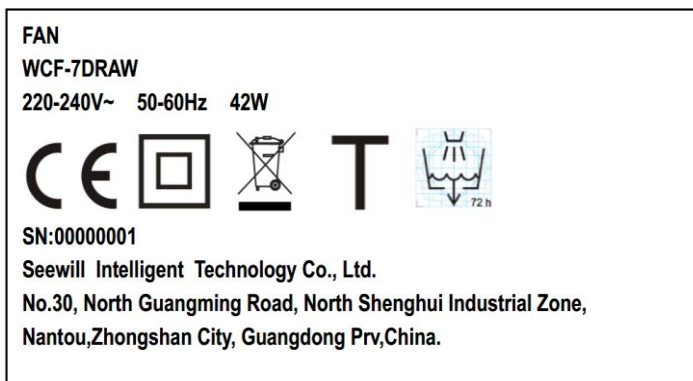 FAN
WCF-7DRAW
220-240V~ 50-60Hz 42W
CE T 72 h
SN:00000001
Seewill Intelligent Technology Co., Ltd.
No.30, North Guangming Road, North Shenghui Industrial Zone,
Nantou,Zhongshan City, Guangdong Prv,China.